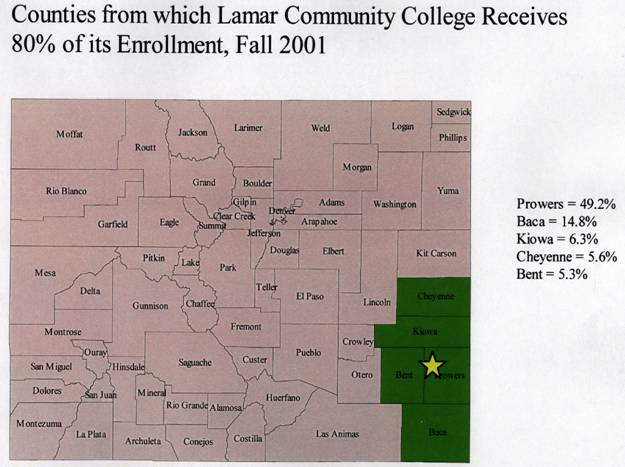 Counties from which Lamar Community College Receives
80% of its Enrollment, Fall 2001
Sedgwick
Moffat
Routt
Jackson
Larimer
Weld
Logan
Phillips
Morgan
Rio Blanco
Grand
Boulder
Yuma
Washington
Gilpin
Adams
Denver
Clear Creek
Arapahoe
Garfield
Eagle
Summit
Jefferson
Douglas
Elbert
Kit Carson
Pitkin
Lake
Park
Mesa
Delta
Teller
El Paso
Lincoln
Cheyenne
Gunnison
Chaffee
Montrose
Fremont
Kiowa
Crowley
Ouray
Pueblo
San Miguel
Hinsdale
Saguache
Custer
Otero
Bent
Prowers
Dolores
San Juan
Mineral
Rio Grande
Alamosa
Huerfano
Montezuma
La Plata
Archuleta
Conejos
Costilla
Las Animas
Baca
Prowers = 49.2%
Baca = 14.8%
Kiowa = 6.3%
Cheyenne = 5.6%
Bent = 5.3%